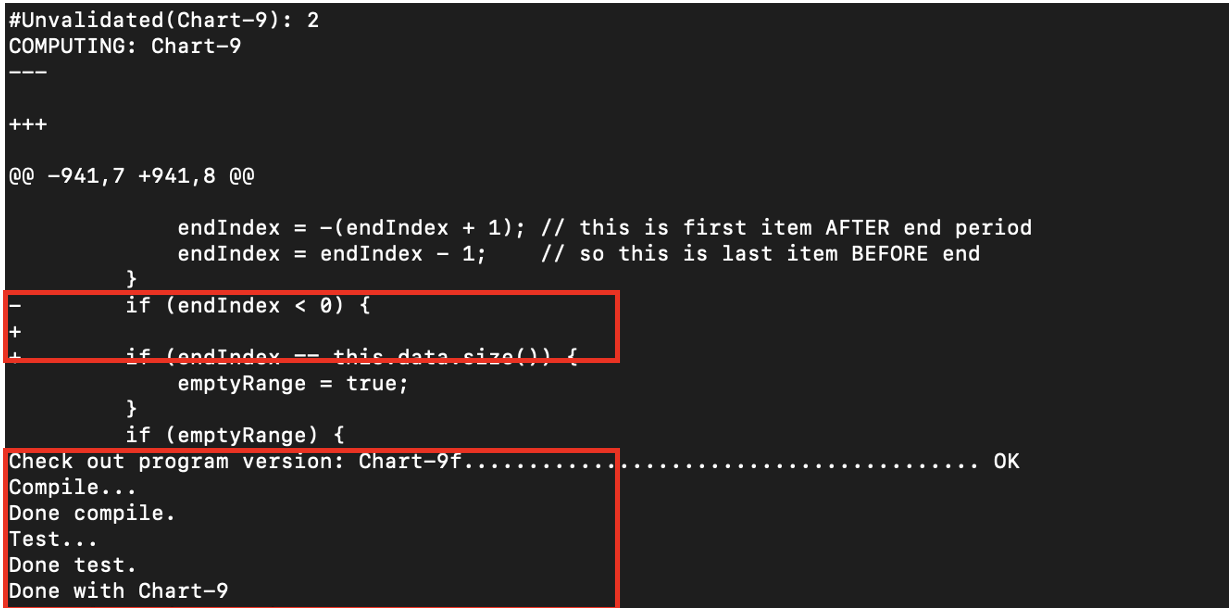 #Unvalidated(Chart-9): 2
COMPUTING: Chart-9
---
+++
@@ -941,7 +941,8 @@
            endIndex = -(endIndex + 1); // this is first item AFTER end period
            endIndex = endIndex - 1;    // so this is last item BEFORE end
        }
-        if (endIndex < 0) {
+
+        if (endIndex == this.data.size()) {
            emptyRange = true;
        }
        if (emptyRange) {
Check out program version: Chart-9f........................................ OK
Compile...
Done compile.
Test...
Done test.
Done with Chart-9